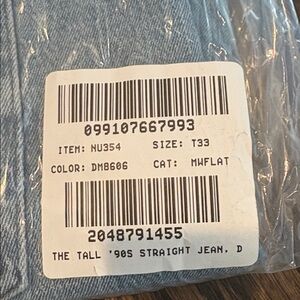 099107667993
ITEM: NU354 SIZE: T33
COLOR: DM8606 CAT: MWFLAT
2048791455
THE TALL '90S STRAIGHT JEAN. D